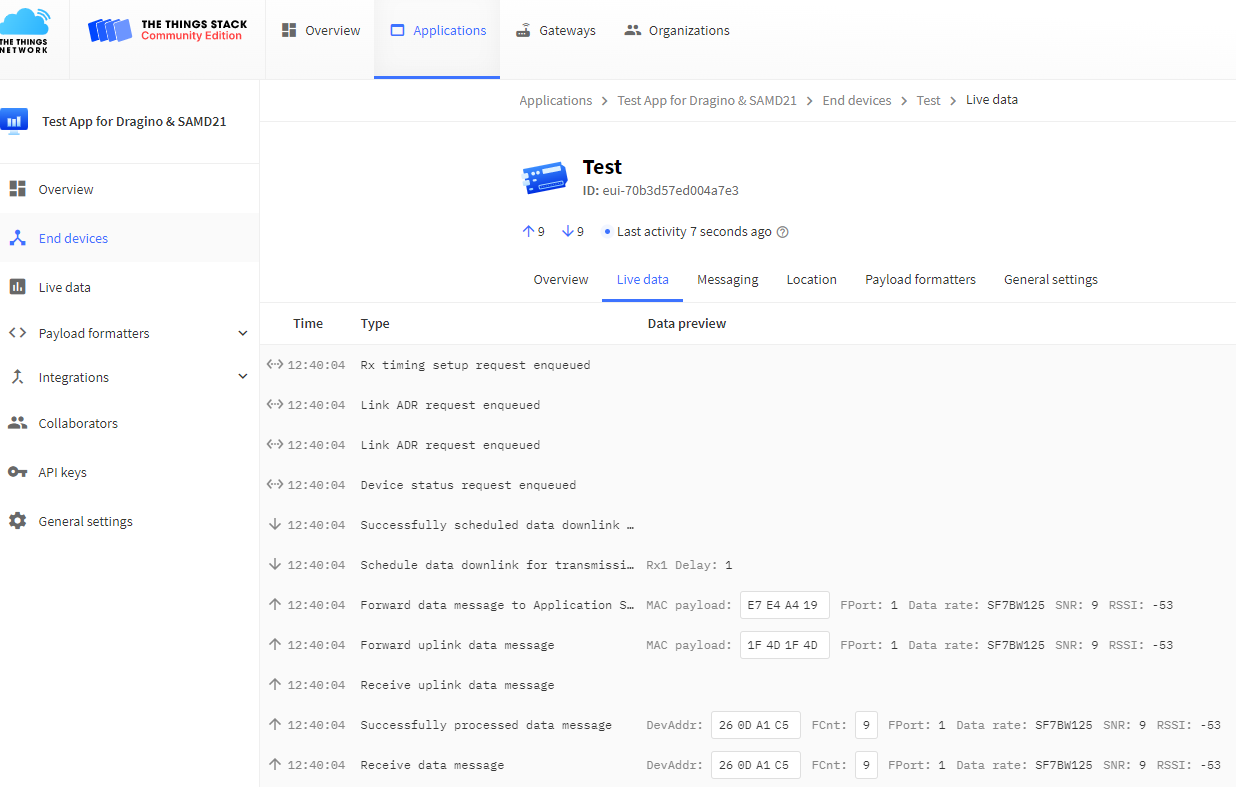 THE THINGS NETWORK
THE THINGS STACK
Community Edition
Overview
Applications
Gateways
Organizations
Test App for Dragino & SAMD21
Overview
End devices
Live data
Payload formatters
Integrations
Collaborators
API keys
General settings
Applications > Test App for Dragino & SAMD21 > End devices > Test > Live data
Test
ID: eui-70b3d57ed004a7e3
↑ 9 ↓ 9 • Last activity 7 seconds ago
Overview Live data Messaging Location Payload formatters General settings
Time Type Data preview
12:40:04 Rx timing setup request enqueued
12:40:04 Link ADR request enqueued
12:40:04 Link ADR request enqueued
12:40:04 Device status request enqueued
12:40:04 Successfully scheduled data downlink …
12:40:04 Schedule data downlink for transmissi… Rx1 Delay: 1
12:40:04 Forward data message to Application S… MAC payload: E7 E4 A4 19 FPort: 1 Data rate: SF7BW125 SNR: 9 RSSI: -53
12:40:04 Forward uplink data message MAC payload: 1F 4D 1F 4D FPort: 1 Data rate: SF7BW125 SNR: 9 RSSI: -53
12:40:04 Receive uplink data message
12:40:04 Successfully processed data message DevAddr: 26 0D A1 C5 FCnt: 9 FPort: 1 Data rate: SF7BW125 SNR: 9 RSSI: -53
12:40:04 Receive data message DevAddr: 26 0D A1 C5 FCnt: 9 FPort: 1 Data rate: SF7BW125 SNR: 9 RSSI: -53